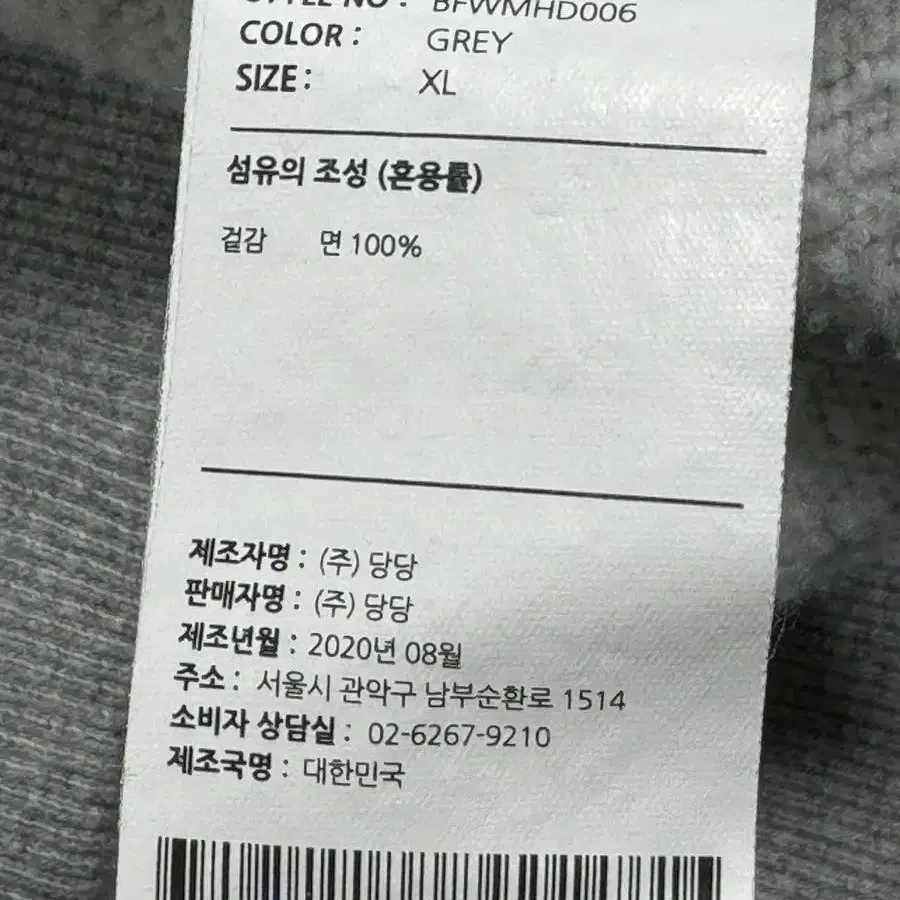 STYLE NO : BFWMHD006
COLOR : GREY
SIZE : XL
섬유의 조성 (혼용률)
겉감 면 100%
제조자명 : (주) 당당
판매자명 : (주) 당당
제조년월 : 2020년 08월
주소 : 서울시 관악구 남부순환로 1514
소비자 상담실 : 02-6267-9210
제조국명 : 대한민국